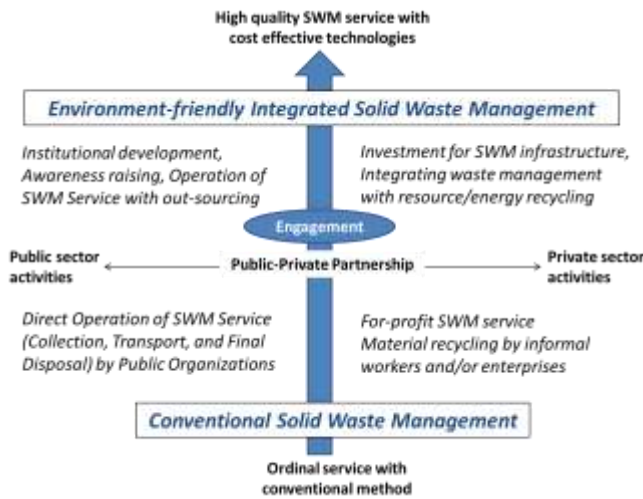 High quality SWM service with
cost effective technologies
Environment-friendly Integrated Solid Waste Management
Institutional development,
Awareness raising, Operation of
SWM Service with out-sourcing
Investment for SWM infrastructure,
Integrating waste management
with resource/energy recycling
Engagement
Public sector
activities
Public-Private Partnership
Private sector
activities
Direct Operation of SWM Service
(Collection, Transport, and Final
Disposal) by Public Organizations
For-profit SWM service
Material recycling by informal
workers and/or enterprises
Conventional Solid Waste Management
Ordinal service with
conventional method